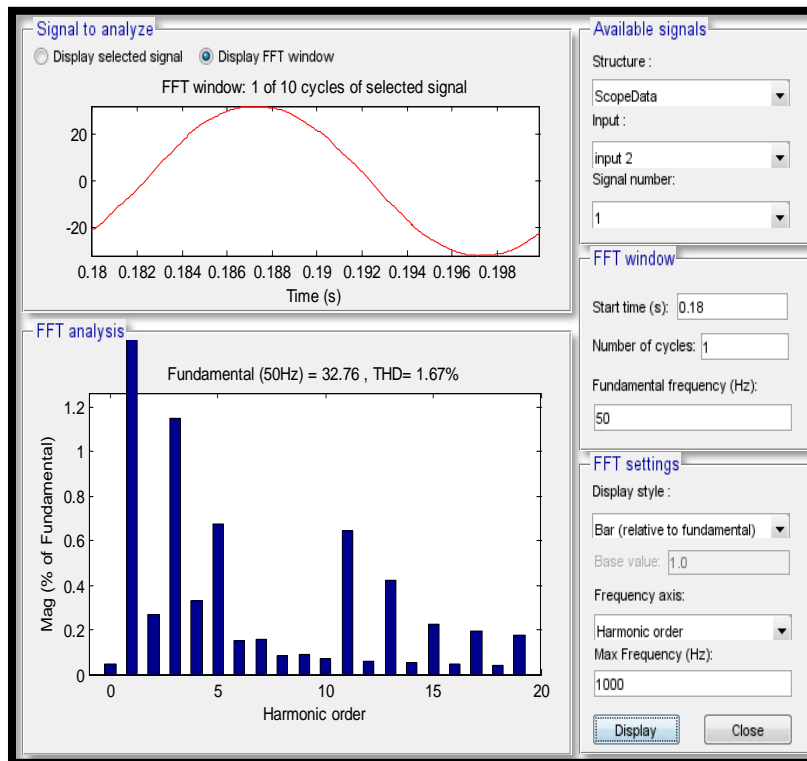 Signal to analyze
Display selected signal Display FFT window
FFT window: 1 of 10 cycles of selected signal
20
0
-20
0.18 0.182 0.184 0.186 0.188 0.19 0.192 0.194 0.196 0.198
Time (s)
FFT analysis
Fundamental (50Hz) = 32.76 , THD= 1.67%
Mag (% of Fundamental)
1.2
1
0.8
0.6
0.4
0.2
0
0 5 10 15 20
Harmonic order
Available signals
Structure :
ScopeData
Input :
input 2
Signal number:
1
FFT window
Start time (s): 0.18
Number of cycles: 1
Fundamental frequency (Hz):
50
FFT settings
Display style :
Bar (relative to fundamental)
Base value: 1.0
Frequency axis:
Harmonic order
Max Frequency (Hz):
1000
Display Close